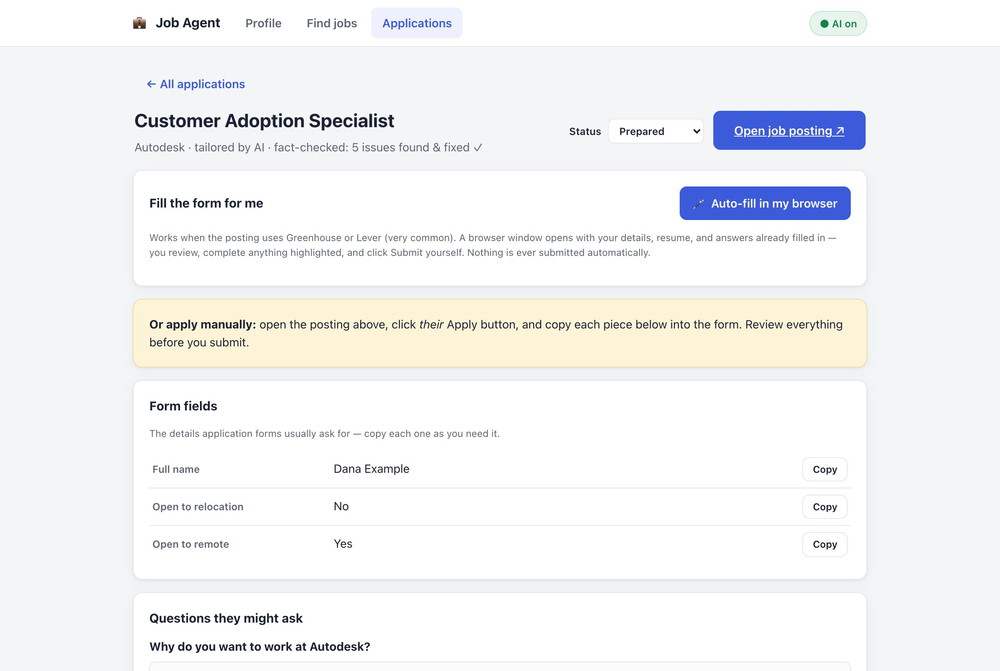 Job Agent
Profile
Find jobs
Applications
AI on
← All applications
Customer Adoption Specialist
Autodesk · tailored by AI · fact-checked: 5 issues found & fixed ✓
Status
Prepared
Open job posting ↗
Fill the form for me
Auto-fill in my browser
Works when the posting uses Greenhouse or Lever (very common). A browser window opens with your details, resume, and answers already filled in —
you review, complete anything highlighted, and click Submit yourself. Nothing is ever submitted automatically.
Or apply manually: open the posting above, click their Apply button, and copy each piece below into the form. Review everything
before you submit.
Form fields
The details application forms usually ask for — copy each one as you need it.
Full name
Dana Example
Copy
Open to relocation
No
Copy
Open to remote
Yes
Copy
Questions they might ask
Why do you want to work at Autodesk?